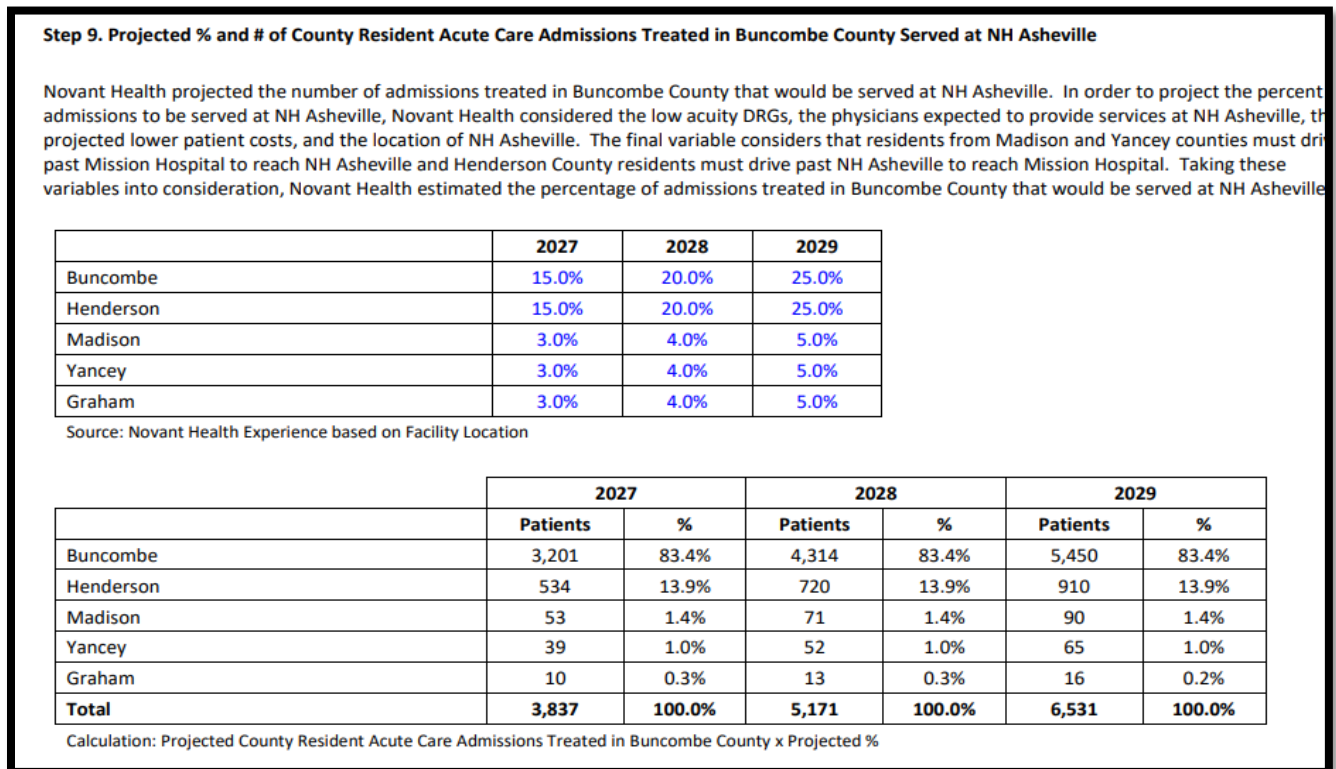 Step 9. Projected % and # of County Resident Acute Care Admissions Treated in Buncombe County Served at NH Asheville
Novant Health projected the number of admissions treated in Buncombe County that would be served at NH Asheville. In order to project the percent
admissions to be served at NH Asheville, Novant Health considered the low acuity DRGs, the physicians expected to provide services at NH Asheville, th
projected lower patient costs, and the location of NH Asheville. The final variable considers that residents from Madison and Yancey counties must dri
past Mission Hospital to reach NH Asheville and Henderson County residents must drive past NH Asheville to reach Mission Hospital. Taking these
variables into consideration, Novant Health estimated the percentage of admissions treated in Buncombe County that would be served at NH Asheville
2027 2028 2029
Buncombe 15.0% 20.0% 25.0%
Henderson 15.0% 20.0% 25.0%
Madison 3.0% 4.0% 5.0%
Yancey 3.0% 4.0% 5.0%
Graham 3.0% 4.0% 5.0%
Source: Novant Health Experience based on Facility Location
2027 2028 2029
Patients % Patients % Patients %
Buncombe 3,201 83.4% 4,314 83.4% 5,450 83.4%
Henderson 534 13.9% 720 13.9% 910 13.9%
Madison 53 1.4% 71 1.4% 90 1.4%
Yancey 39 1.0% 52 1.0% 65 1.0%
Graham 10 0.3% 13 0.3% 16 0.2%
Total 3,837 100.0% 5,171 100.0% 6,531 100.0%
Calculation: Projected County Resident Acute Care Admissions Treated in Buncombe County x Projected %